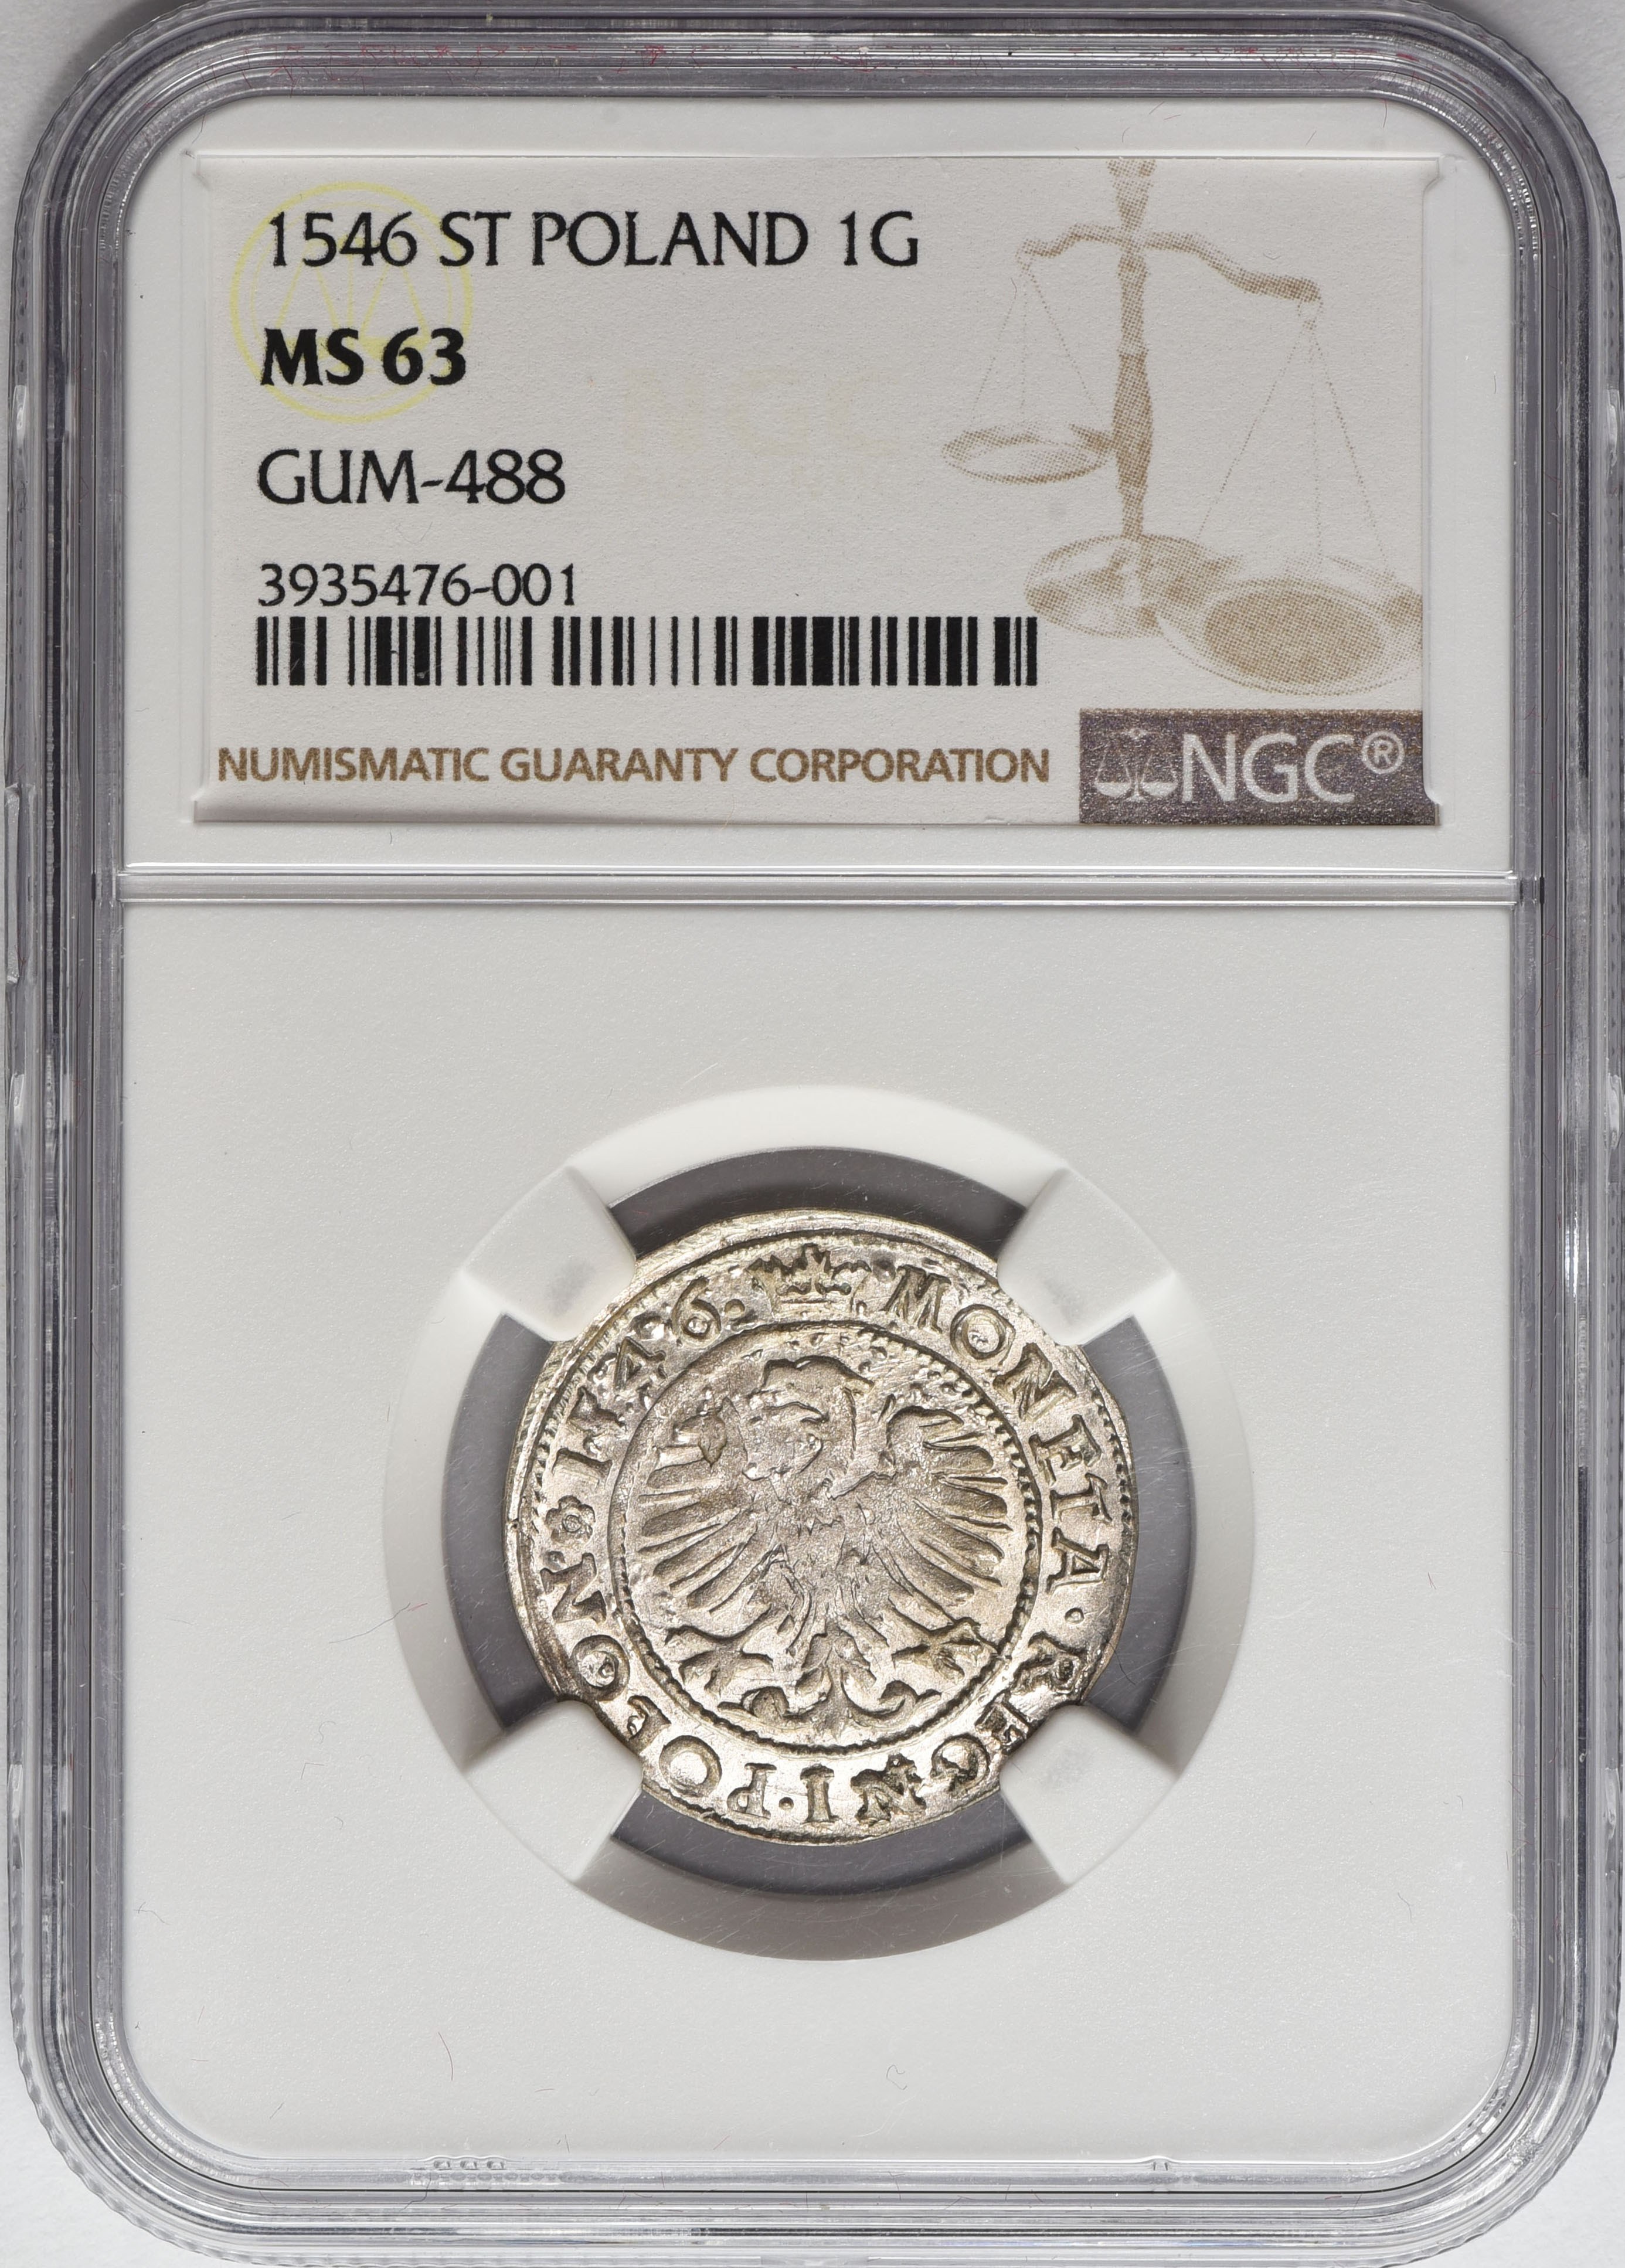 1546 ST POLAND 1G
MS 63
GUM-488
3935476-001
NUMISMATIC GUARANTY CORPORATION
NGC®
MONETA·REGNI·POLON 1546